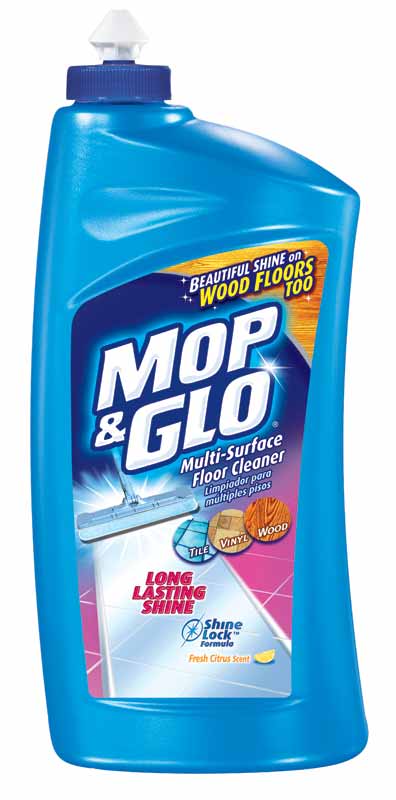 BEAUTIFUL SHINE on
WOOD FLOORS
TOO
MOP
& GLO®
Multi-Surface
Floor Cleaner
Limpiador para
múltiples pisos
TILE
VINYL
WOOD
LONG
LASTING
SHINE
Shine
Lock™
Formula
Fresh Citrus Scent